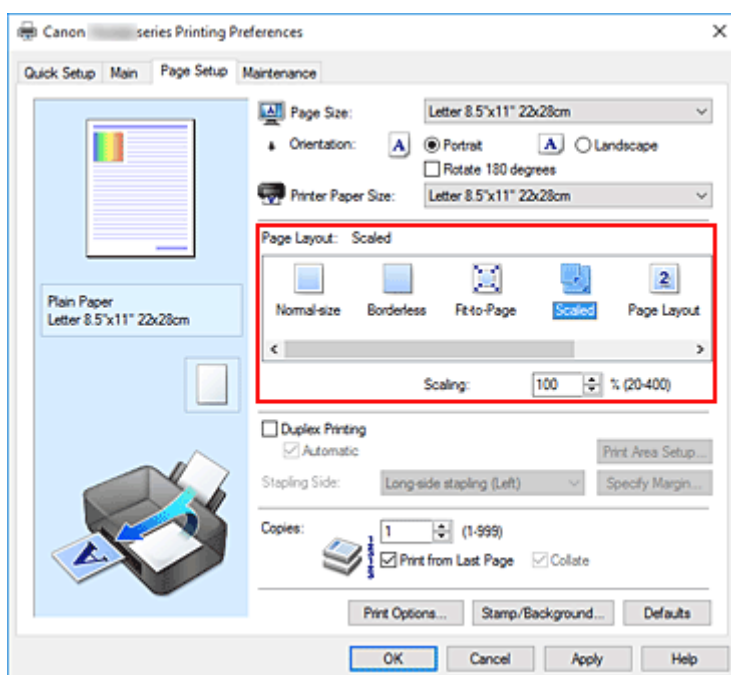 Canon series Printing Preferences
Quick Setup Main Page Setup Maintenance
Page Size: Letter 8.5"x11" 22x28cm
Orientation: A Portrait A Landscape
Rotate 180 degrees
Printer Paper Size: Letter 8.5"x11" 22x28cm
Page Layout: Scaled
Normal-size Borderless Fit-to-Page Scaled Page Layout
Scaling: 100 % (20-400)
Plain Paper
Letter 8.5"x11" 22x28cm
Duplex Printing
Automatic
Print Area Setup...
Stapling Side: Long-side stapling (Left) Specify Margin...
Copies: 1 (1-999)
Print from Last Page Collate
Print Options... Stamp/Background... Defaults
OK Cancel Apply Help